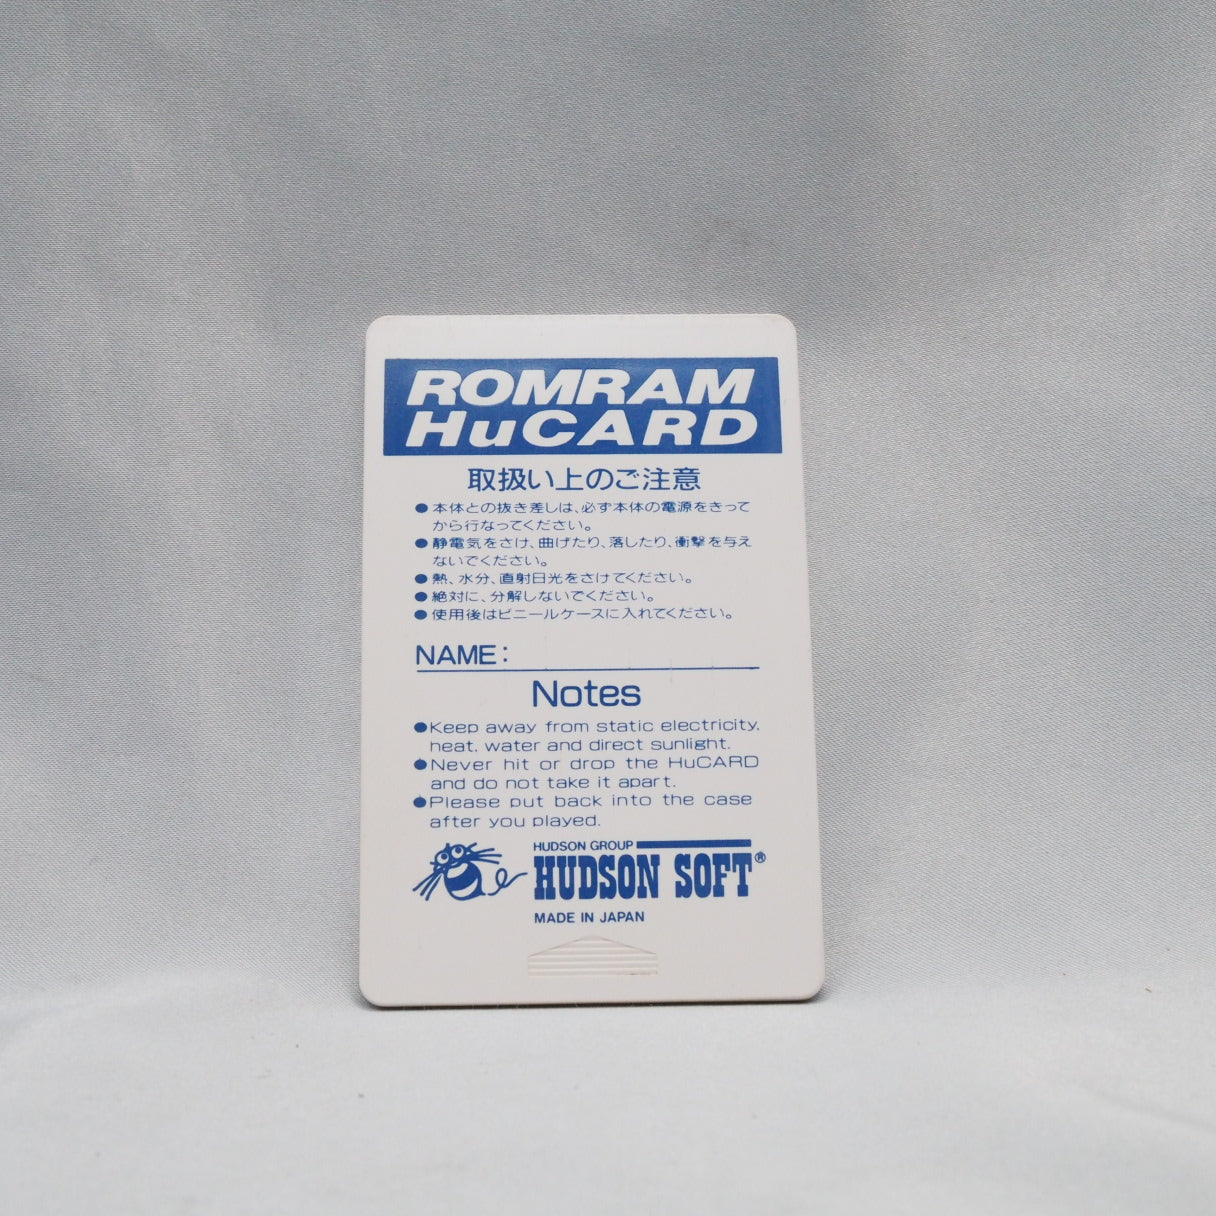 ROMRAM
HuCARD
取扱い上のご注意
●本体との抜き差しは、必ず本体の電源をきって
から行なってください。
●静電気をさけ、曲げたり、落したり、衝撃を与え
ないでください。
●熱、水分、直射日光をさけてください。
●絶対に、分解しないでください。
●使用後はビニールケースに入れてください。
NAME:
Notes
●Keep away from static electricity,
heat, water and direct sunlight.
●Never hit or drop the HuCARD
and do not take it apart.
●Please put back into the case
after you played.
HUDSON GROUP
HUDSON SOFT®
MADE IN JAPAN